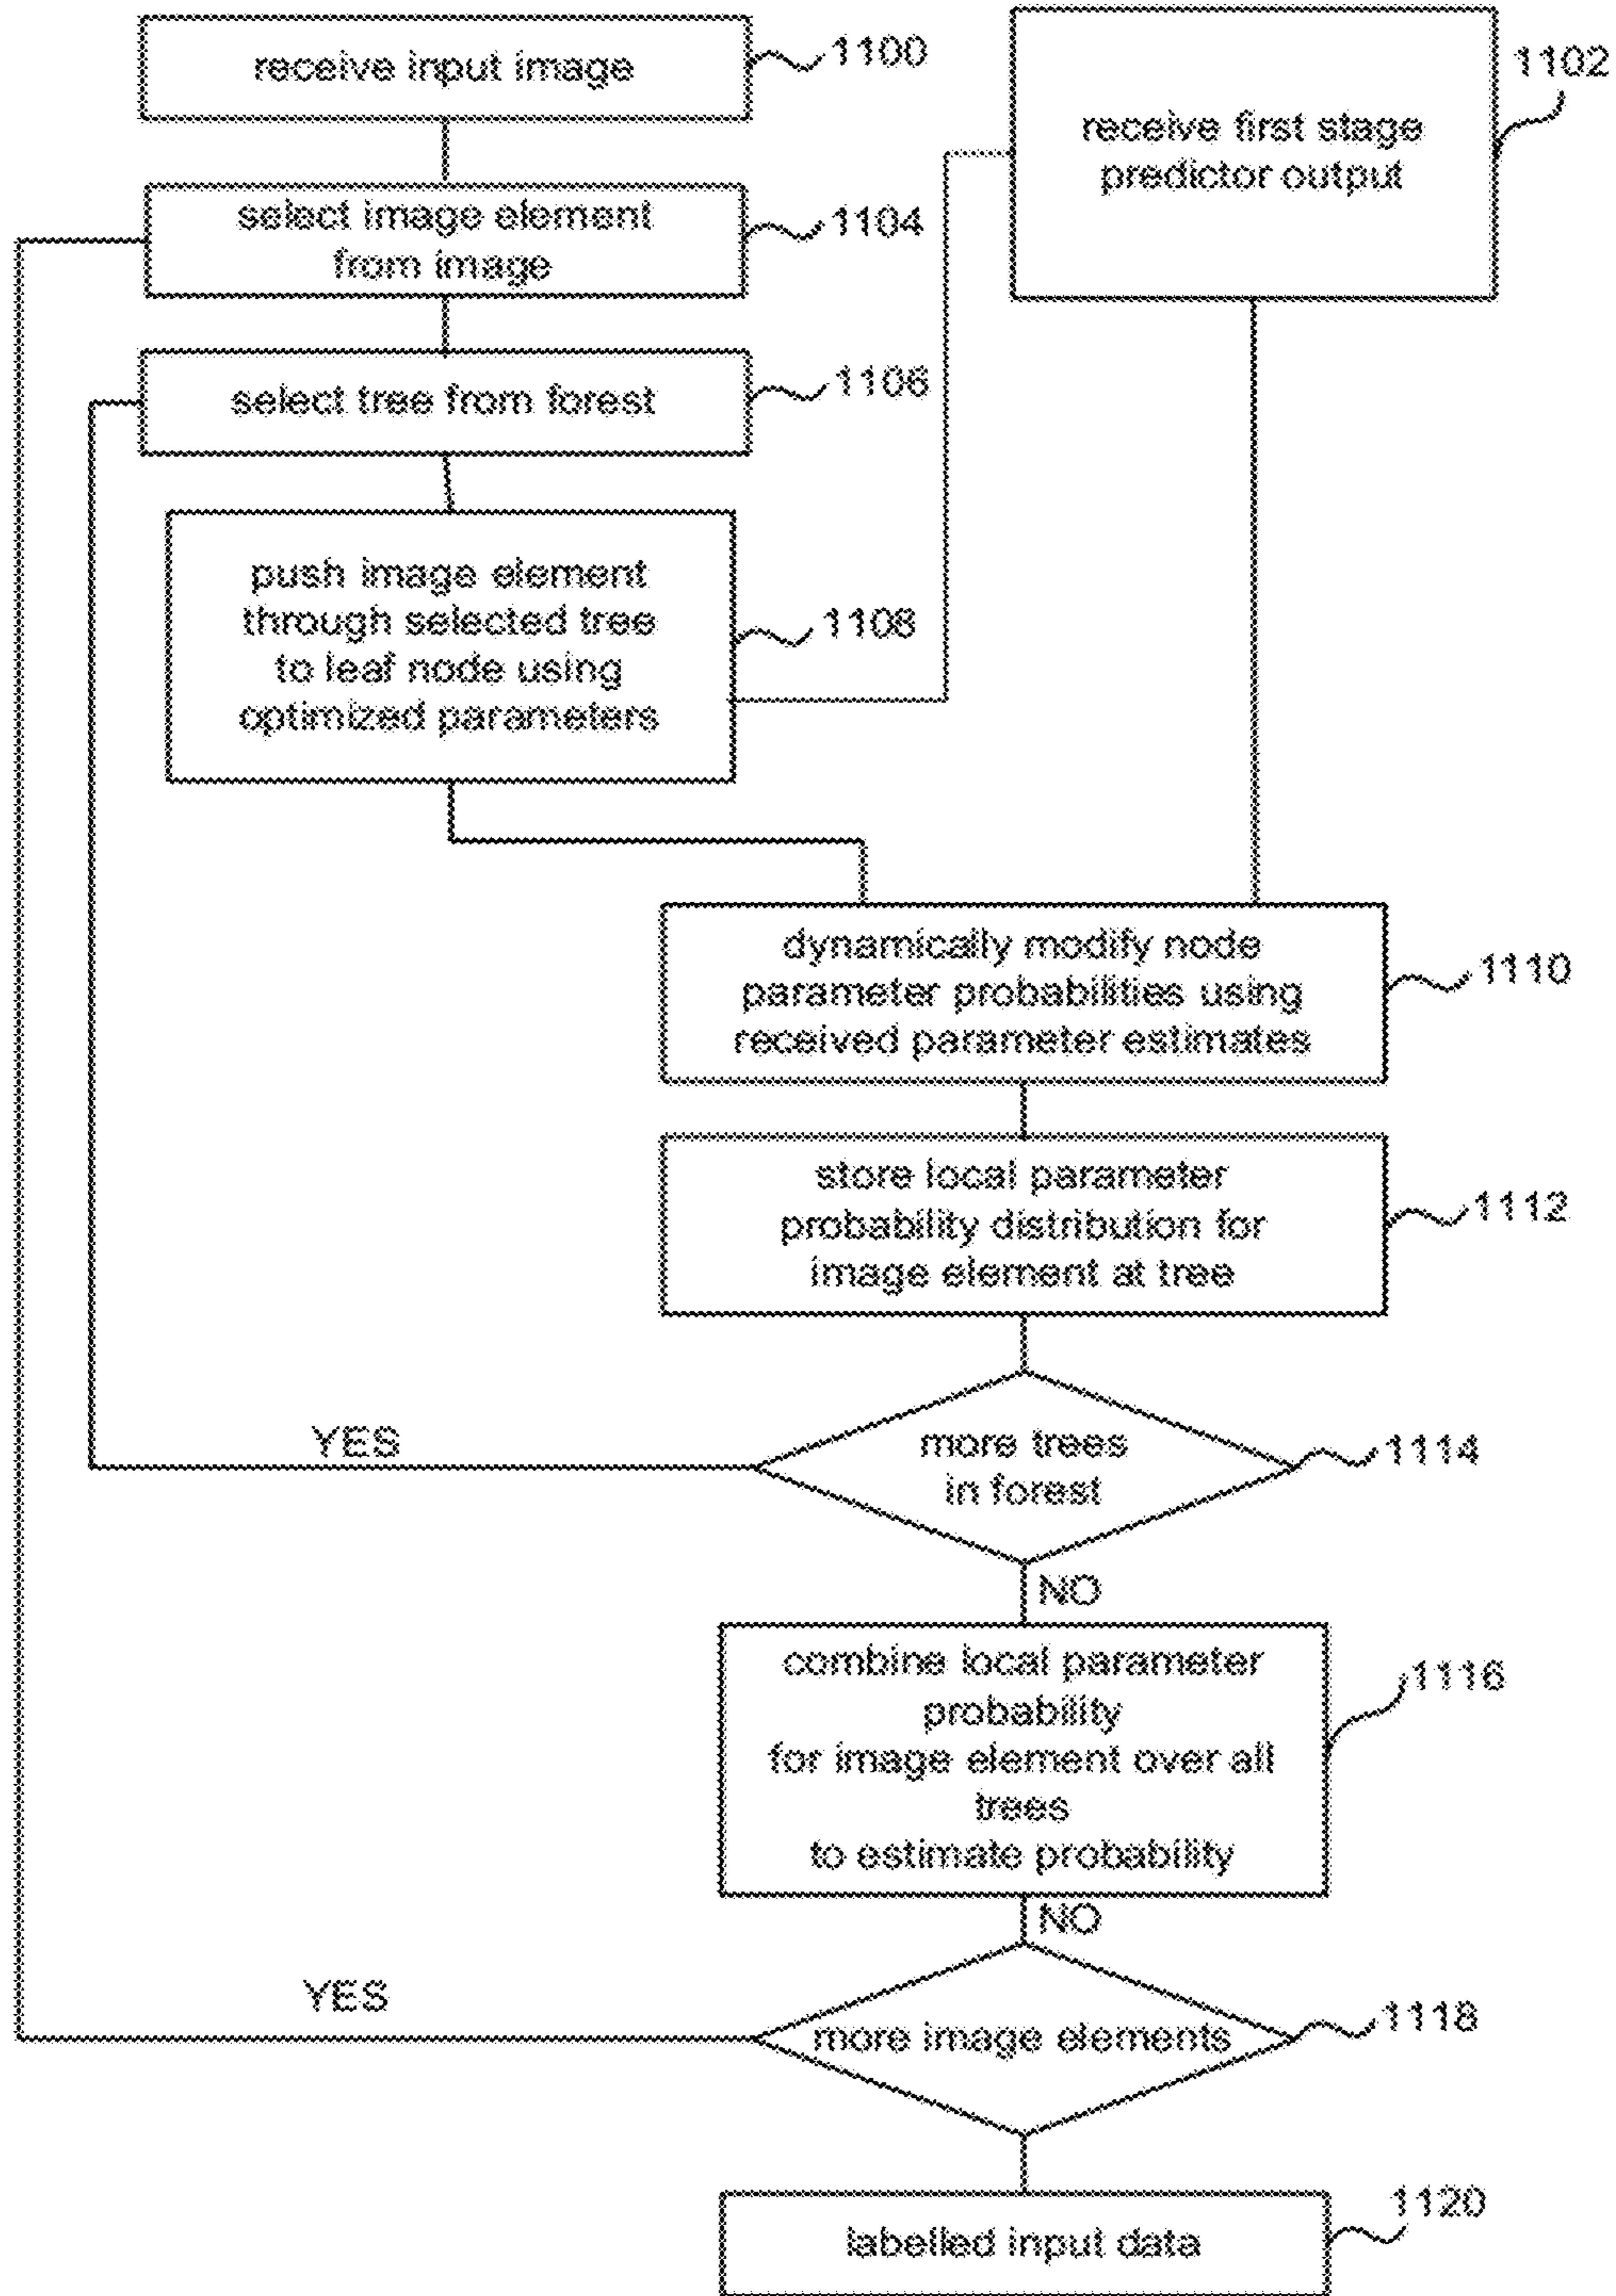 receive input image
1100
receive first stage
predictor output
1102
select image element
from image
1104
select tree from forest
1106
push image element
through selected tree
to leaf node using
optimized parameters
1108
dynamically modify node
parameter probabilities using
received parameter estimates
1110
store local parameter
probability distribution for
image element at tree
1112
more trees
in forest
1114
YES
NO
combine local parameter
probability
for image element over all
trees
to estimate probability
1116
NO
more image elements
1118
YES
labelled input data
1120